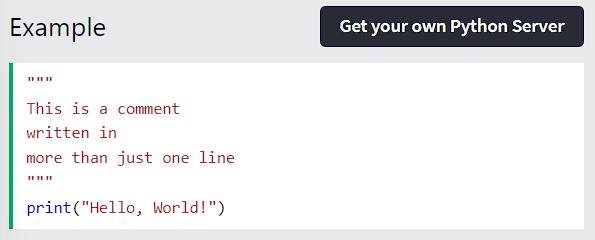 Example
Get your own Python Server
"""
This is a comment
written in
more than just one line
"""
print("Hello, World!")